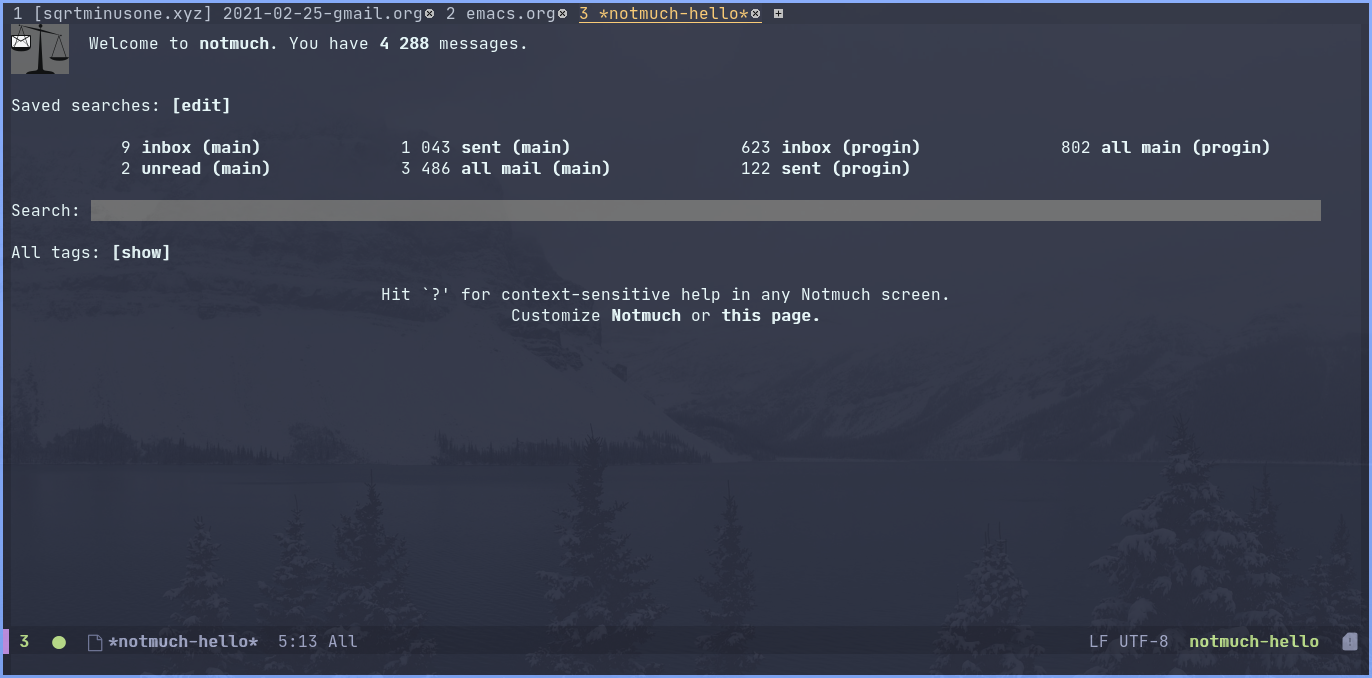 1 [sqrtminusone.xyz] 2021-02-25-gmail.org 2 emacs.org 3 *notmuch-hello*
Welcome to notmuch. You have 4 288 messages.
Saved searches: [edit]
9 inbox (main) 1 043 sent (main) 623 inbox (progin) 802 all main (progin)
2 unread (main) 3 486 all mail (main) 122 sent (progin)
Search:
All tags: [show]
Hit `?' for context-sensitive help in any Notmuch screen.
Customize Notmuch or this page.
3 *notmuch-hello* 5:13 All LF UTF-8 notmuch-hello